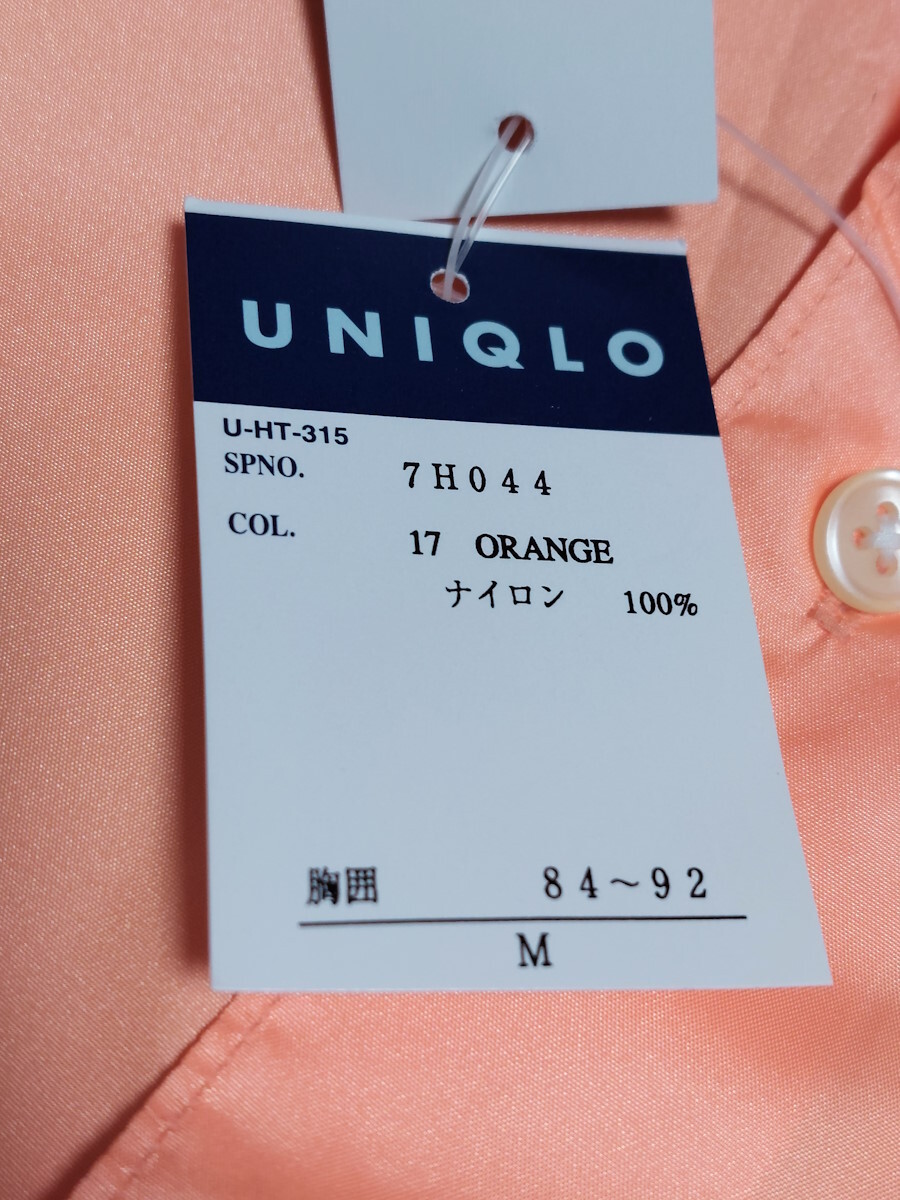 UNIQLO
U-HT-315
SPNO. 7H044
COL. 17 ORANGE
ナイロン 100%
胸囲 84~92
M